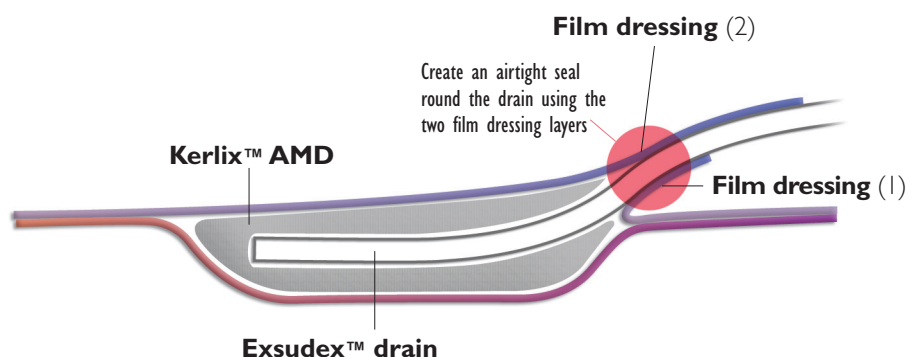 Film dressing (2)
Create an airtight seal
round the drain using the
two film dressing layers
Kerlix™ AMD
Film dressing (1)
Exsudex™ drain